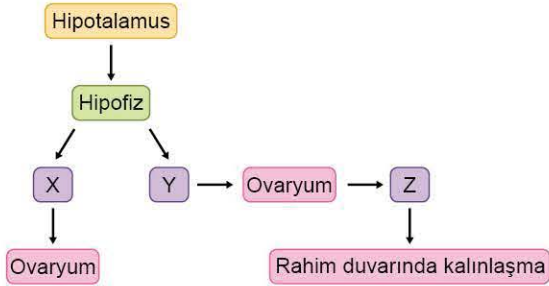 Hipotalamus
Hipofiz
X
Y
Ovaryum
Z
Ovaryum
Rahim duvarında kalınlaşma